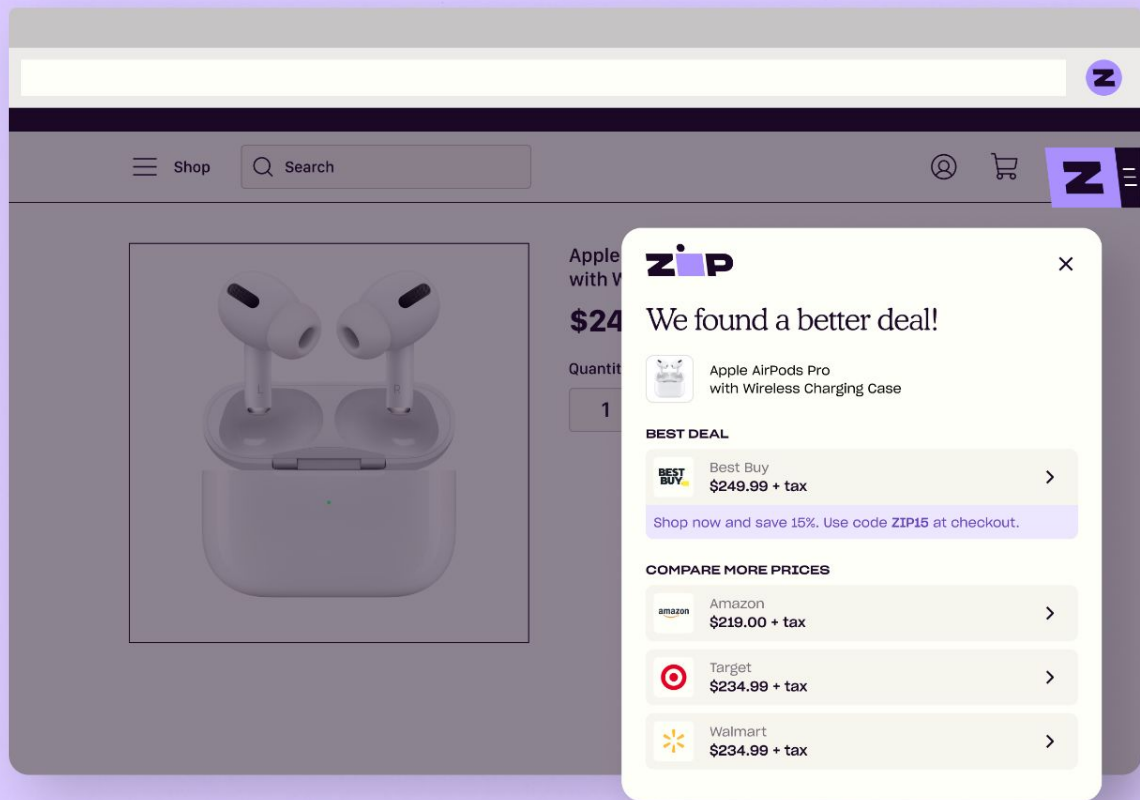 Z
Shop
Search
Z
Apple
with W
$24
Quantit
1
ZIP
We found a better deal!
Apple AirPods Pro
with Wireless Charging Case
BEST DEAL
BEST
BUY
Best Buy
$249.99 + tax
Shop now and save 15%. Use code ZIP15 at checkout.
COMPARE MORE PRICES
amazon
Amazon
$219.00 + tax
Target
$234.99 + tax
Walmart
$234.99 + tax